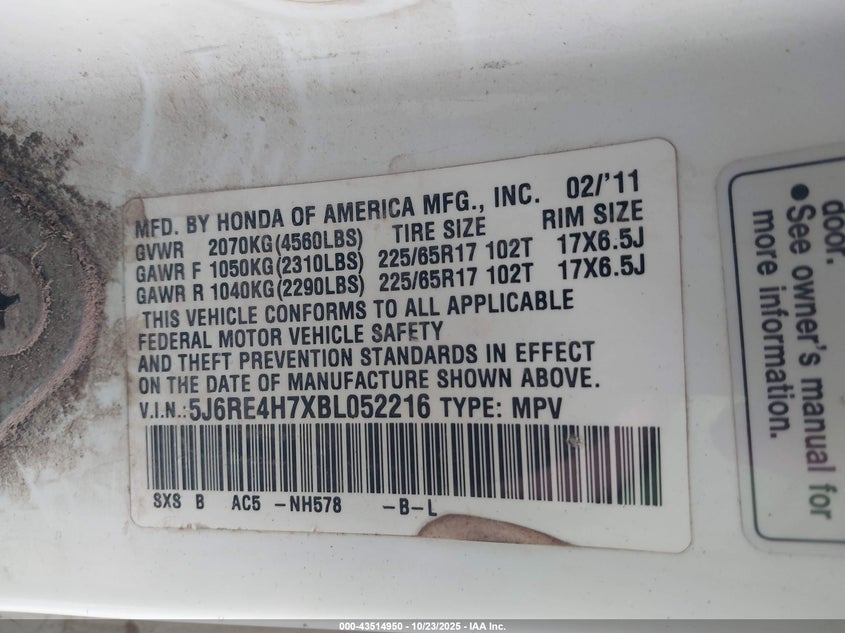 MFD. BY HONDA OF AMERICA MFG., INC. 02/'11
GVWR 2070KG(4560LBS) TIRE SIZE RIM SIZE
GAWR F 1050KG(2310LBS) 225/65R17 102T 17X6.5J
GAWR R 1040KG(2290LBS) 225/65R17 102T 17X6.5J
THIS VEHICLE CONFORMS TO ALL APPLICABLE
FEDERAL MOTOR VEHICLE SAFETY
AND THEFT PREVENTION STANDARDS IN EFFECT
ON THE DATE OF MANUFACTURE SHOWN ABOVE.
V.I.N.:5J6RE4H7XBL052216 TYPE: MPV
SXS B AC5 -NH578 -B-L
door.
●See owner's manual for
more information.
000-43514950 - 10/23/2025 - IAA Inc.